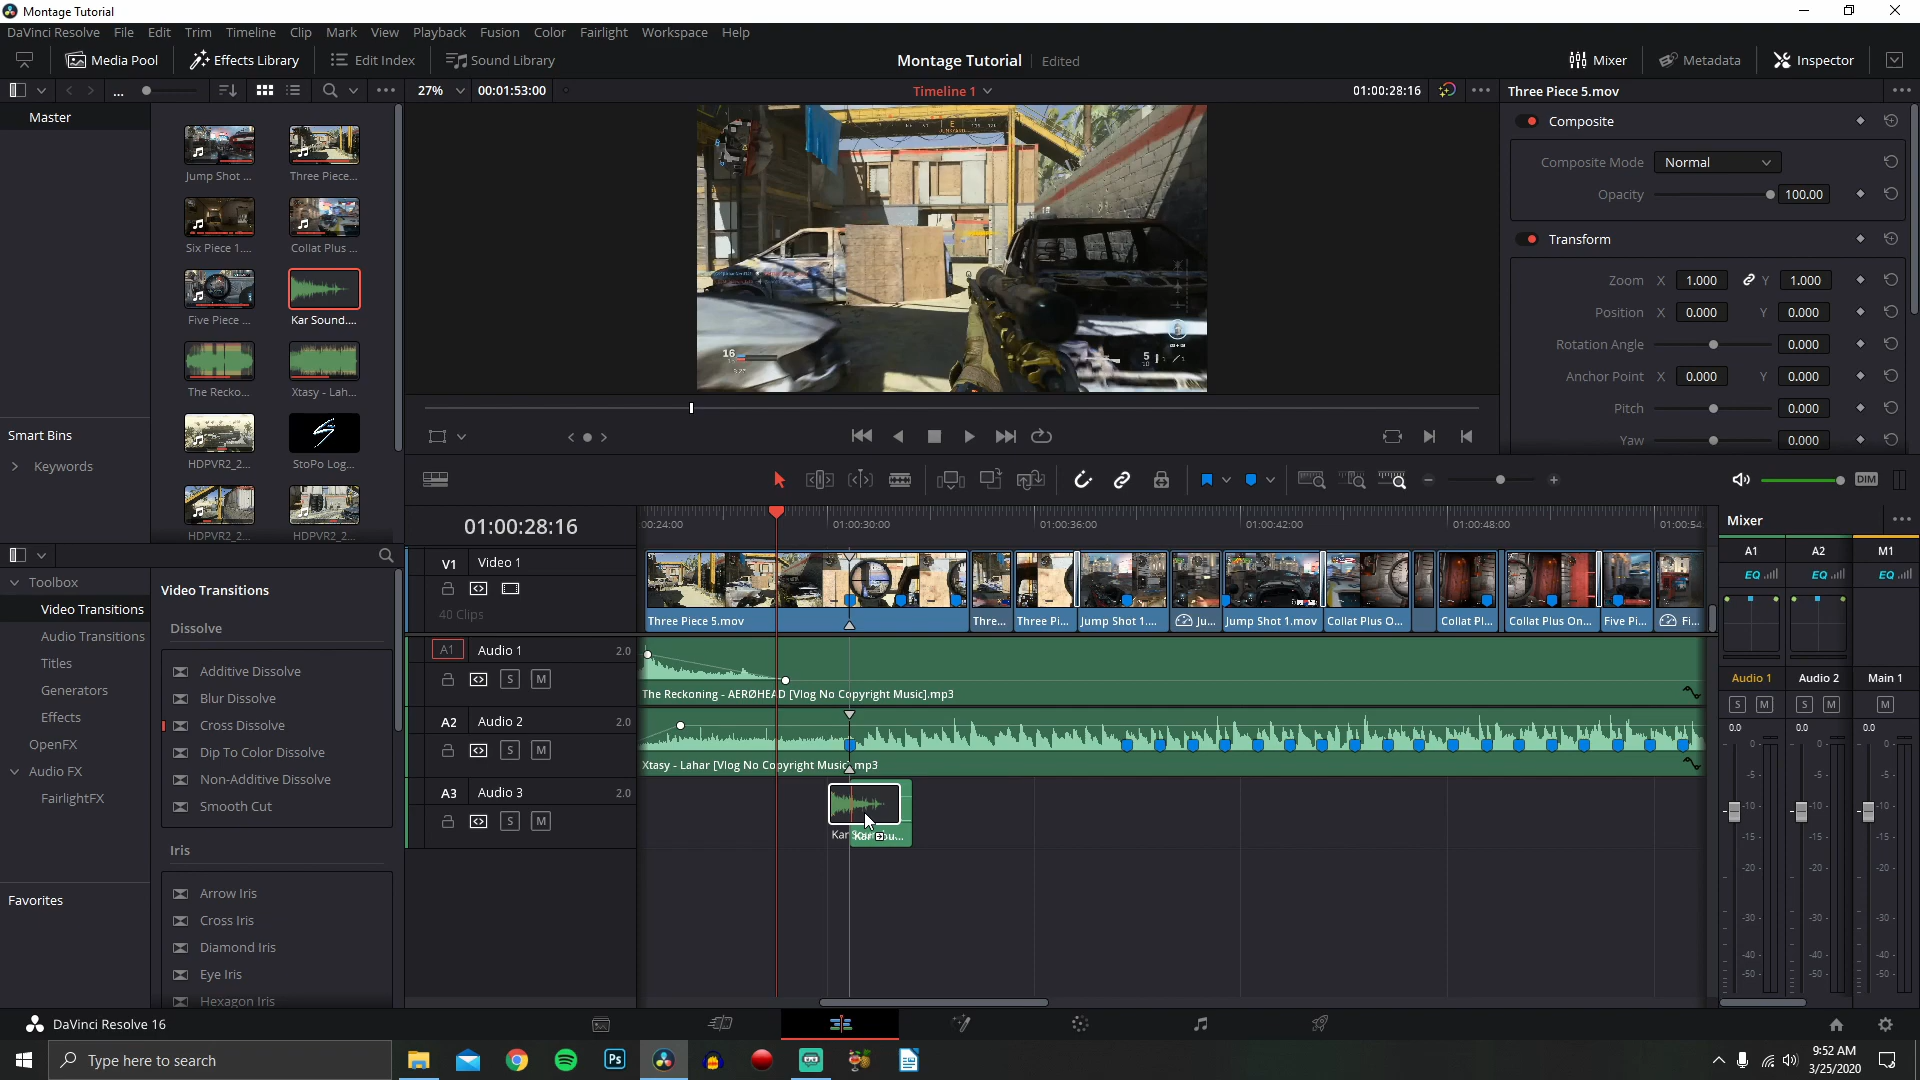 Montage Tutorial
DaVinci Resolve File Edit Trim Timeline Clip Mark View Playback Fusion Color Fairlight Workspace Help
Media Pool Effects Library Edit Index Sound Library Montage Tutorial Edited Mixer Metadata Inspector
... 27% 00:01:53:00 Timeline 1 01:00:28:16 Three Piece 5.mov
Master
Jump Shot ... Three Piece...
Six Piece 1.... Collat Plus ...
Five Piece ... Kar Sound....
The Recko... Xtasy - Lah...
HDPVR2_2... StoPo Log...
HDPVR2_2... HDPVR2_2...
Smart Bins
Keywords
Composite
Composite Mode Normal
Opacity 100.00
Transform
Zoom X 1.000 Y 1.000
Position X 0.000 Y 0.000
Rotation Angle 0.000
Anchor Point X 0.000 Y 0.000
Pitch 0.000
Yaw 0.000
16
5
DIM
01:00:28:16
00:24:00 01:00:30:00 01:00:36:00 01:00:42:00 01:00:48:00 01:00:54
V1 Video 1
40 Clips
Three Piece 5.mov Thre... Three Pi... Jump Shot 1.... Ju... Jump Shot 1.mov Collat Plus O... Collat Pl... Collat Plus On... Five Pi... Fi...
A1 Audio 1 2.0
S M
The Reckoning - AERØHEAD [Vlog No Copyright Music].mp3
A2 Audio 2 2.0
S M
Xtasy - Lahar [Vlog No Copyright Music].mp3
A3 Audio 3 2.0
S M
Toolbox
Video Transitions
Audio Transitions
Titles
Generators
Effects
OpenFX
Audio FX
FairlightFX
Favorites
Video Transitions
Dissolve
Additive Dissolve
Blur Dissolve
Cross Dissolve
Dip To Color Dissolve
Non-Additive Dissolve
Smooth Cut
Iris
Arrow Iris
Cross Iris
Diamond Iris
Eye Iris
Hexagon Iris
Mixer
A1 A2 M1
EQ EQ EQ
Audio 1 Audio 2 Main 1
S M S M M
0.0 0.0 0.0
0- 0- 0-
-5- -5- -5-
-10- -10- -10-
-15- -15- -15-
-20- -20- -20-
-30- -30- -30-
-40- -40- -40-
-50- -50- -50-
DaVinci Resolve 16
Type here to search
Ps
9:52 AM
3/25/2020